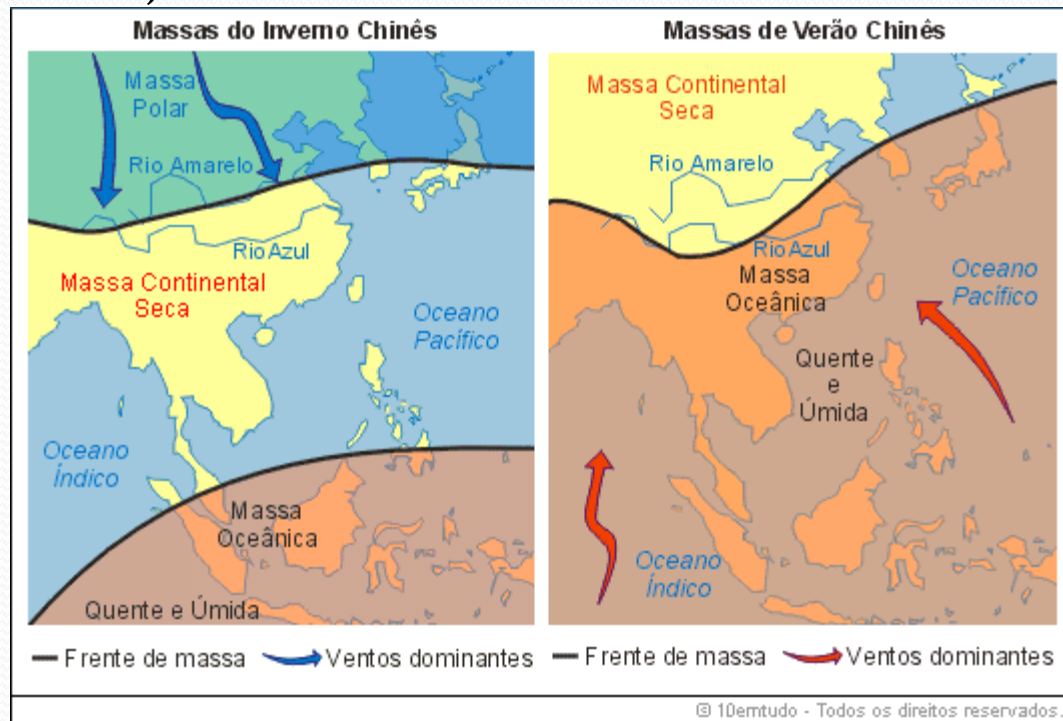 Massas do Inverno Chinês
Massa
Polar
Rio Amarelo
Rio Azul
Massa Continental
Seca
Oceano
Pacífico
Oceano
Índico
Massa
Oceânica
Quente e Úmida
Frente de massa
Ventos dominantes
Massas de Verão Chinês
Massa Continental
Seca
Rio Amarelo
Rio Azul
Massa
Oceânica
Oceano
Pacífico
Quente
e
Úmida
Oceano
Índico
Frente de massa
Ventos dominantes
© 10emtudo - Todos os direitos reservados